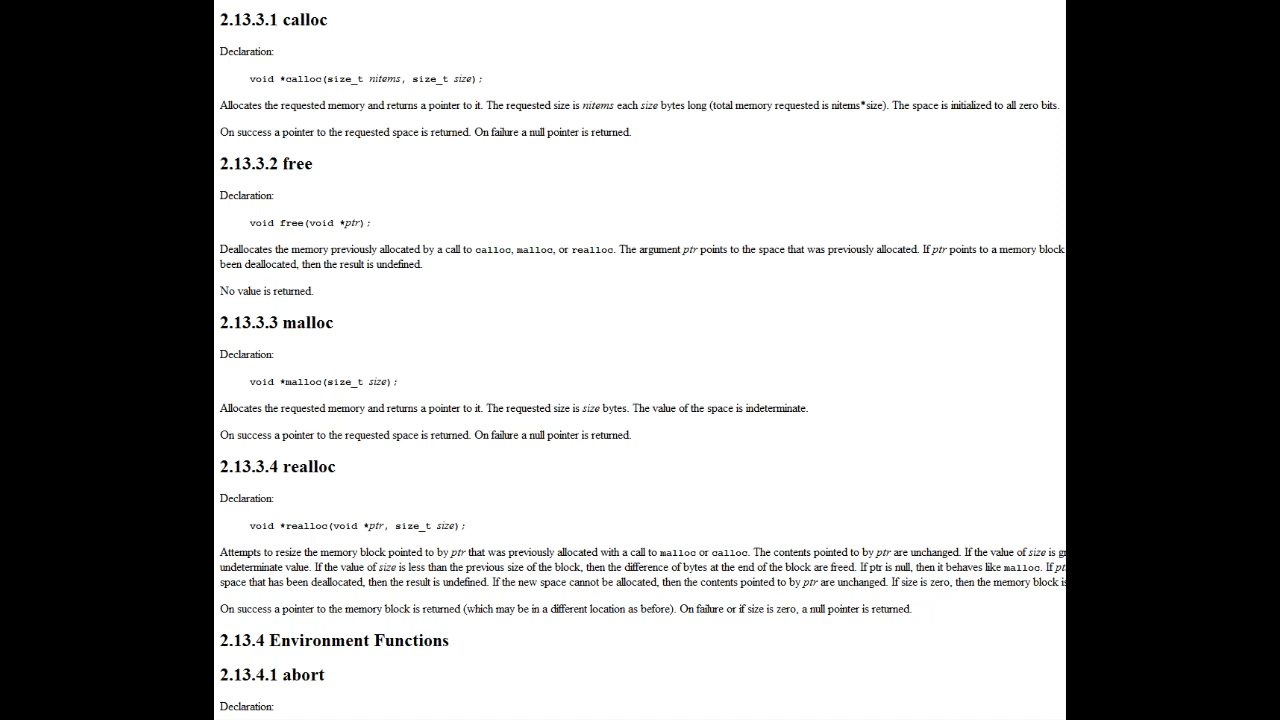 2.13.3.1 calloc
Declaration:
void *calloc(size_t nitems, size_t size);
Allocates the requested memory and returns a pointer to it. The requested size is nitems each size bytes long (total memory requested is nitems*size). The space is initialized to all zero bits.
On success a pointer to the requested space is returned. On failure a null pointer is returned.
2.13.3.2 free
Declaration:
void free(void *ptr);
Deallocates the memory previously allocated by a call to calloc, malloc, or realloc. The argument ptr points to the space that was previously allocated. If ptr points to a memory block
been deallocated, then the result is undefined.
No value is returned.
2.13.3.3 malloc
Declaration:
void *malloc(size_t size);
Allocates the requested memory and returns a pointer to it. The requested size is size bytes. The value of the space is indeterminate.
On success a pointer to the requested space is returned. On failure a null pointer is returned.
2.13.3.4 realloc
Declaration:
void *realloc(void *ptr, size_t size);
Attempts to resize the memory block pointed to by ptr that was previously allocated with a call to malloc or calloc. The contents pointed to by ptr are unchanged. If the value of size is
undeterminate value. If the value of size is less than the previous size of the block, then the difference of bytes at the end of the block are freed. If ptr is null, then it behaves like malloc. If
space that has been deallocated, then the result is undefined. If the new space cannot be allocated, then the contents pointed to by ptr are unchanged. If size is zero, then the memory block is
On success a pointer to the memory block is returned (which may be in a different location as before). On failure or if size is zero, a null pointer is returned.
2.13.4 Environment Functions
2.13.4.1 abort
Declaration: